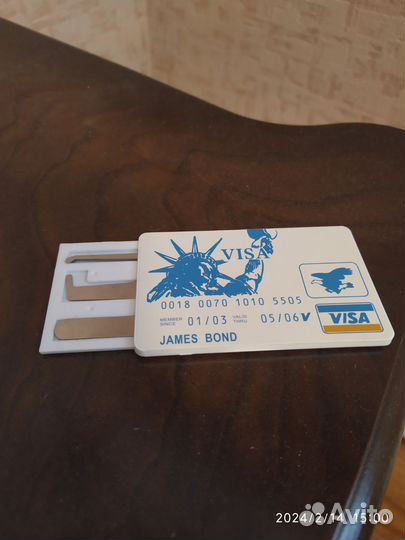 VISA
0018 0070 1010 5505
MEMBER SINCE 01/03 VALID THRU 05/06 V
VISA
JAMES BOND
2024/2/14 15:00
Avito